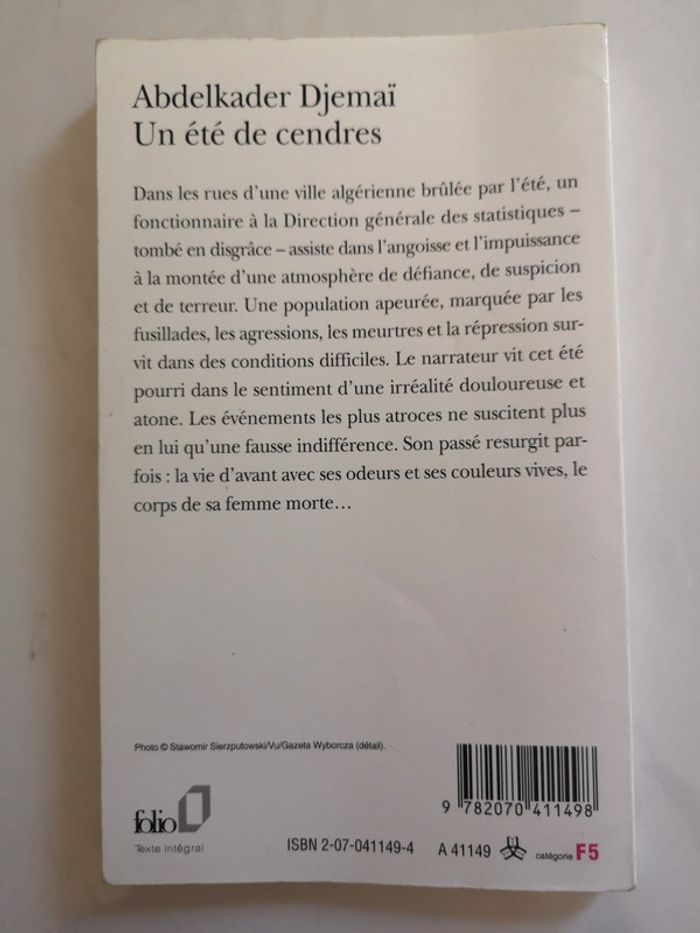 Abdelkader Djemaï
Un été de cendres
Dans les rues d'une ville algérienne brûlée par l'été, un
fonctionnaire à la Direction générale des statistiques –
tombé en disgrâce – assiste dans l'angoisse et l'impuissance
à la montée d'une atmosphère de défiance, de suspicion
et de terreur. Une population apeurée, marquée par les
fusillades, les agressions, les meurtres et la répression sur-
vit dans des conditions difficiles. Le narrateur vit cet été
pourri dans le sentiment d'une irréalité douloureuse et
atone. Les événements les plus atroces ne suscitent plus
en lui qu'une fausse indifférence. Son passé resurgit par-
fois : la vie d'avant avec ses odeurs et ses couleurs vives, le
corps de sa femme morte…
Photo © Slawomir Sierzputowski/Vu/Gazeta Wyborcza (détail).
9 782070 411498
folio
Texte intégral
ISBN 2-07-041149-4 A 41149 catégorie F5